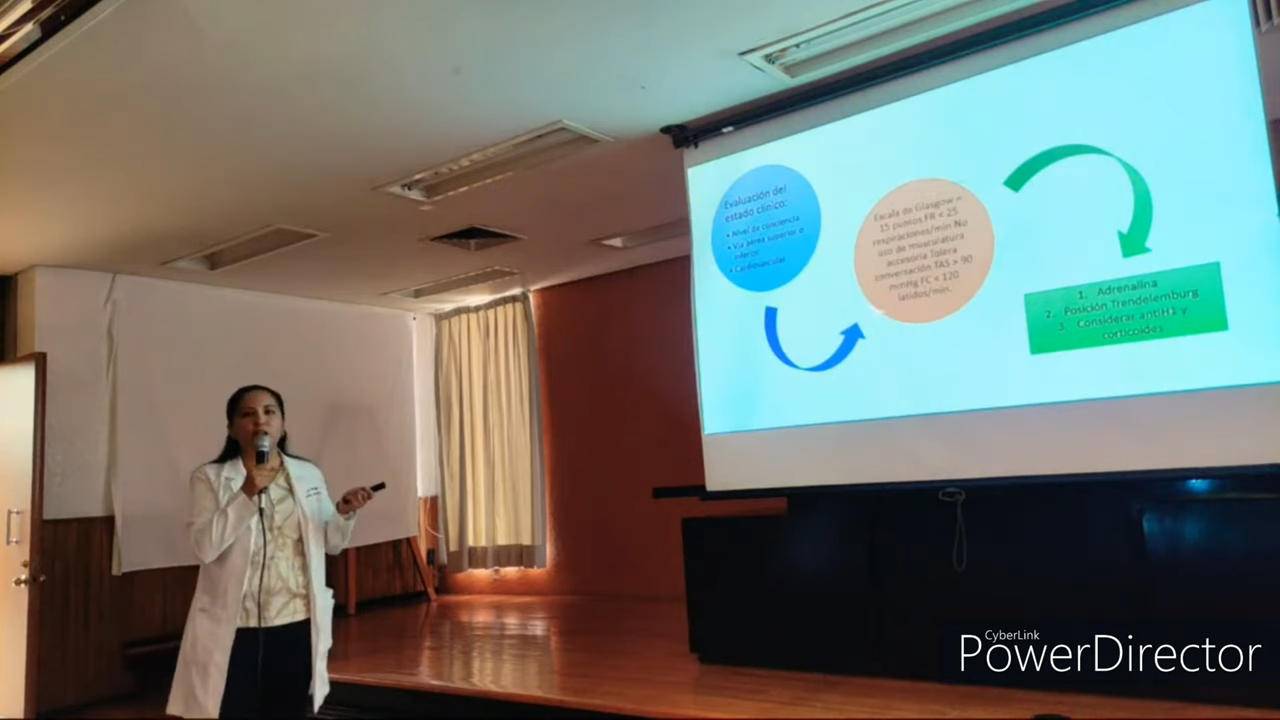 Evaluación del
estado clínico:
• Nivel de conciencia
• Vía aérea superior o
inferior
• Cardiovascular
Escala de Glasgow =
15 puntos FR < 25
respiraciones/min No
uso de musculatura
accesoria Tolera
conversación TAS > 90
mmHg FC < 120
latidos/min.
1. Adrenalina
2. Posición Trendelemburg
3. Considerar antiH1 y
corticoides
CyberLink
PowerDirector